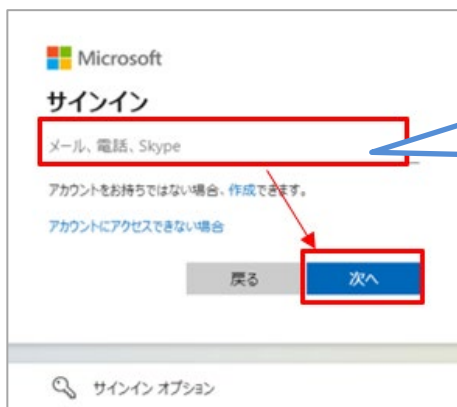 Microsoft
サインイン
メール、電話、Skype
アカウントをお持ちではない場合、作成できます。
アカウントにアクセスできない場合
戻る
次へ
サインイン オプション